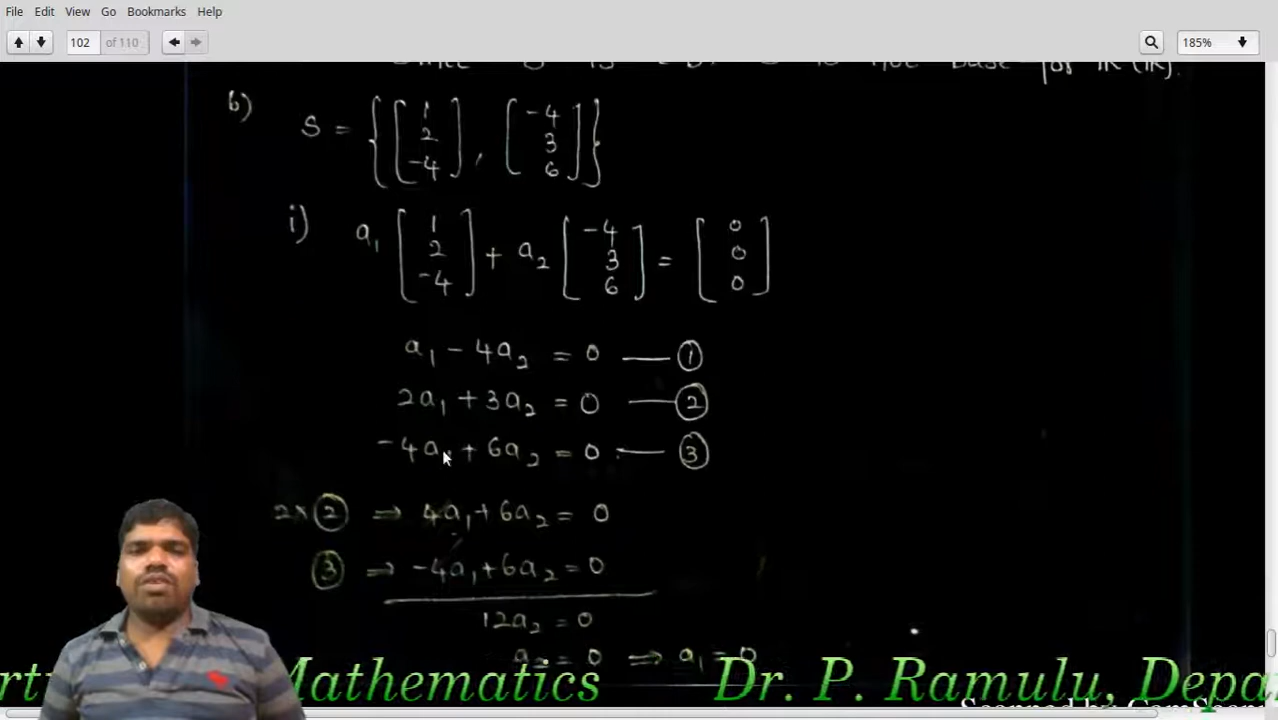 File Edit View Go Bookmarks Help
102 of 110 185%
b) S = { [ 1 2 -4 ] , [ -4 3 6 ] }
i) a₁ [ 1 2 -4 ] + a₂ [ -4 3 6 ] = [ 0 0 0 ]
a₁ - 4a₂ = 0 — ①
2a₁ + 3a₂ = 0 — ②
-4a₁ + 6a₂ = 0 — ③
2× ② ⇒ 4a₁ + 6a₂ = 0
③ ⇒ -4a₁ + 6a₂ = 0
12a₂ = 0
a₂ = 0 ⇒ a₁ = 0
Mathematics Dr. P. Ramulu, Depa